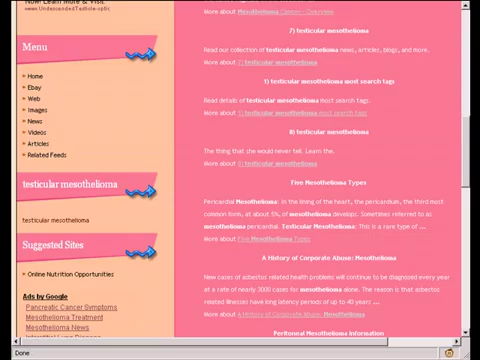 Now! Learn More & Visit
www.UndescendedTesticle-optic
Menu
Home
Ebay
Web
Images
News
Videos
Articles
Related Feeds
testicular mesothelioma
testicular mesothelioma
Suggested Sites
Online Nutrition Opportunities
Ads by Google
Pancreatic Cancer Symptoms
Mesothelioma Treatment
Mesothelioma News
More about Mesothelioma Cancer - Overview
7) testicular mesothelioma
Read our collection of testicular mesothelioma news, articles, blogs, and more.
More about 7) testicular mesothelioma
1) testicular mesothelioma most search tags
Read details of testicular mesothelioma most search tags.
More about 1) testicular mesothelioma most search tags
8) testicular mesothelioma
The thing that she would never tell. Learn the.
More about 8) testicular mesothelioma
Five Mesothelioma Types
Pericardial Mesothelioma: in the lining of the heart, the pericardium, the third most
common form, at about 5%, of mesothelioma develops. Sometimes referred to as
mesothelioma pericardial. Testicular Mesothelioma: This is a rare type of ...
More about Five Mesothelioma Types
A History of Corporate Abuse: Mesothelioma
New cases of asbestos related health problems will continue to be diagnosed every
year at a rate of nearly 3000 cases for mesothelioma alone. The reason is that asbestos
related illnesses have long latency periods of up to 40 years ...
More about A History of Corporate Abuse: Mesothelioma
Peritoneal Mesothelioma Information
Done